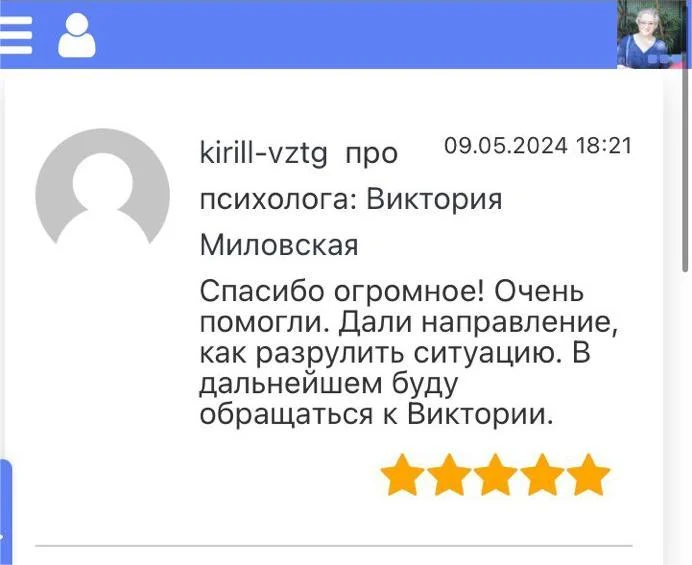 kirill-vztg про 09.05.2024 18:21
психолога: Виктория
Миловская
Спасибо огромное! Очень
помогли. Дали направление,
как разрулить ситуацию. В
дальнейшем буду
обращаться к Виктории.